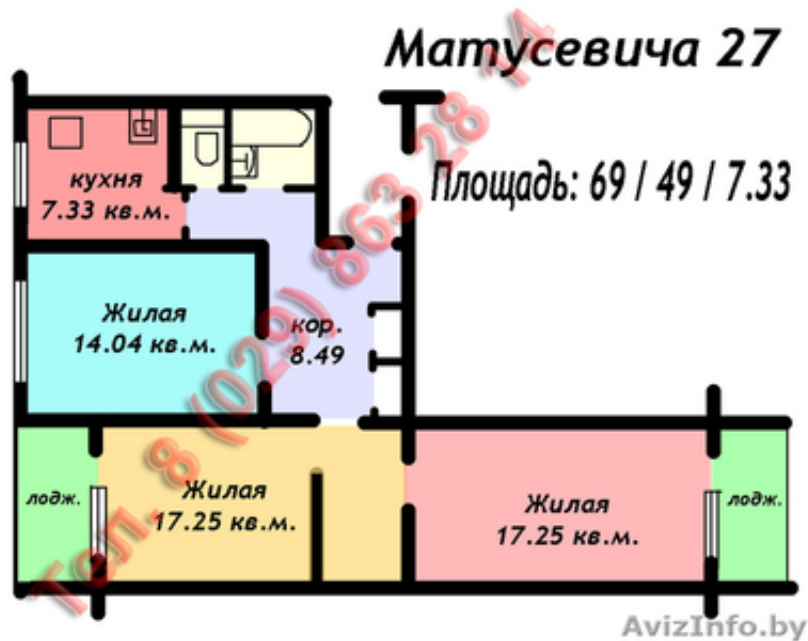 Матусевича 27
Площадь: 69 / 49 / 7.33
кухня
7.33 кв.м.
Жилая
14.04 кв.м.
кор.
8.49
лодж.
Жилая
17.25 кв.м.
Жилая
17.25 кв.м.
лодж.
Тел. 8 (029) 863 28 14
AvizInfo.by